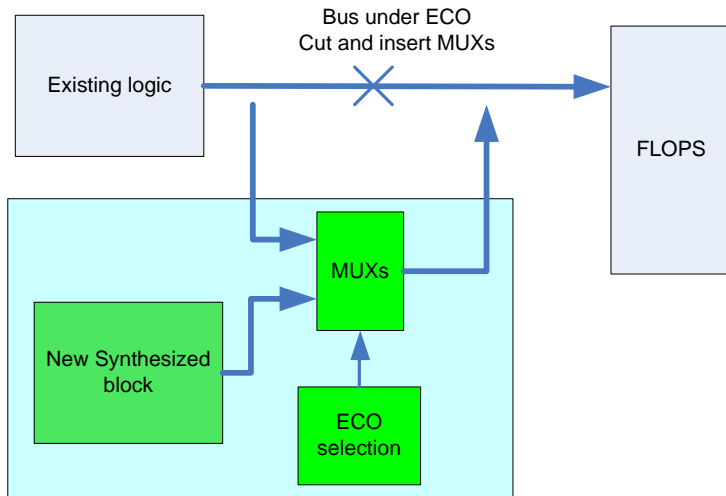 Bus under ECO
Cut and insert MUXs
Existing logic
FLOPS
MUXs
New Synthesized
block
ECO
selection